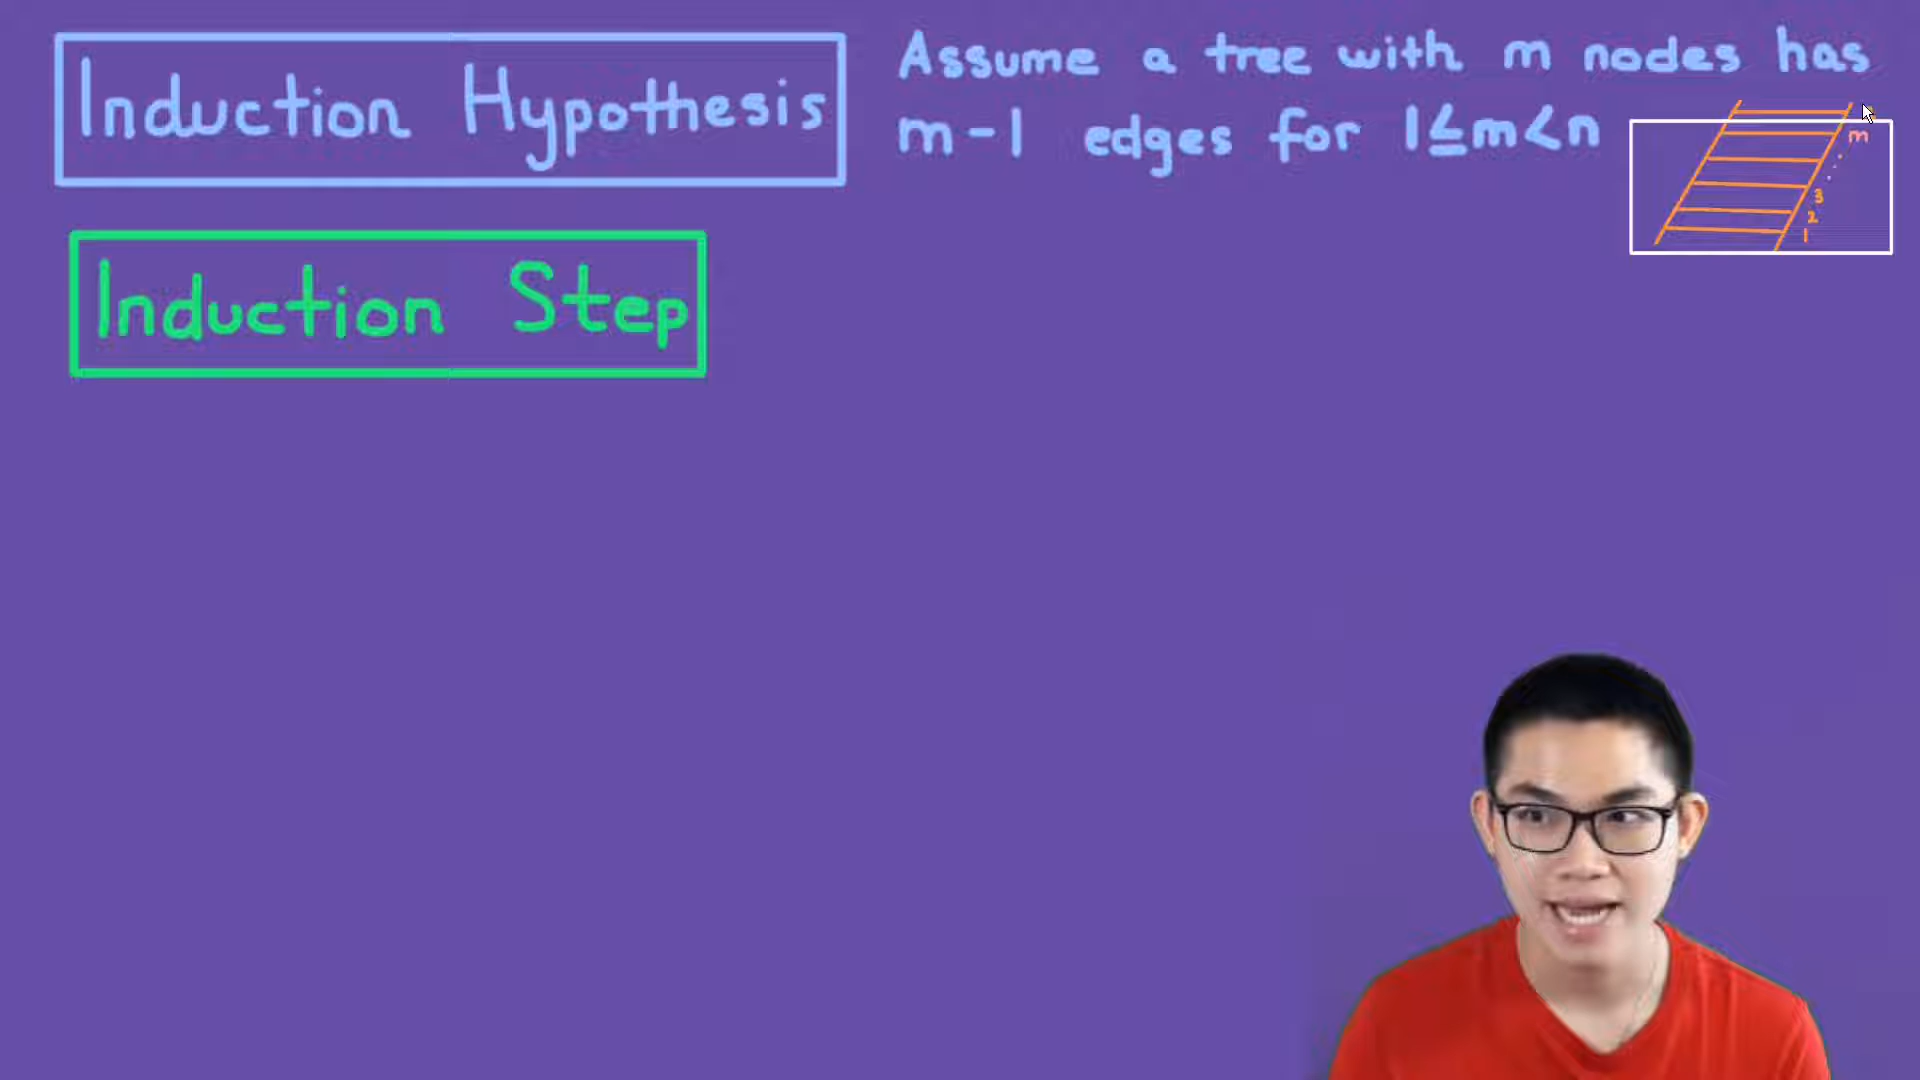 Induction Hypothesis
Assume a tree with m nodes has
m-1 edges for 1≤m<n
m
3
2
1
Induction Step